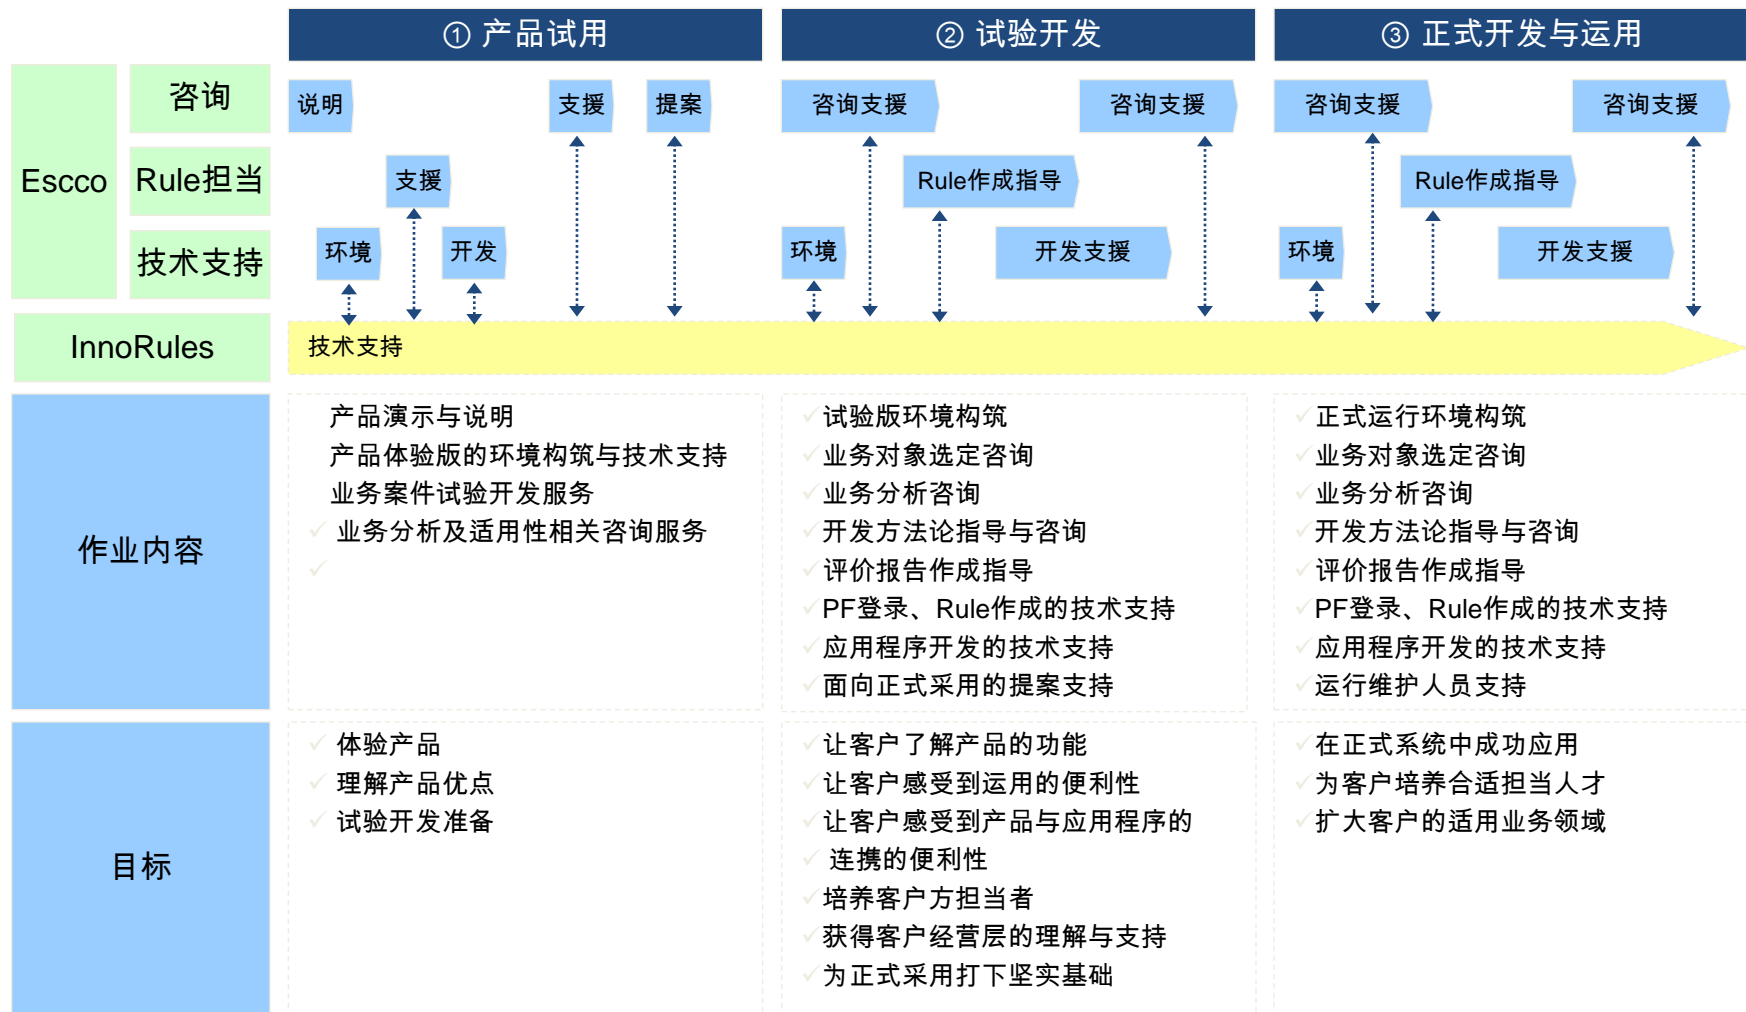 ① 产品试用
② 试验开发
③ 正式开发与运用
Escco
咨询
说明
支援
提案
咨询支援
咨询支援
咨询支援
咨询支援
Rule担当
支援
Rule作成指导
Rule作成指导
技术支持
环境
开发
环境
开发支援
环境
开发支援
InnoRules
技术支持
作业内容
产品演示与说明
产品体验版的环境构筑与技术支持
业务案件试验开发服务
业务分析及适用性相关咨询服务
试验版环境构筑
业务对象选定咨询
业务分析咨询
开发方法论指导与咨询
评价报告作成指导
PF登录、Rule作成的技术支持
应用程序开发的技术支持
面向正式采用的提案支持
正式运行环境构筑
业务对象选定咨询
业务分析咨询
开发方法论指导与咨询
评价报告作成指导
PF登录、Rule作成的技术支持
应用程序开发的技术支持
运行维护人员支持
目标
体验产品
理解产品优点
试验开发准备
让客户了解产品的功能
让客户感受到运用的便利性
让客户感受到产品与应用程序的
连携的便利性
培养客户方担当者
获得客户经营层的理解与支持
为正式采用打下坚实基础
在正式系统中成功应用
为客户培养合适担当人才
扩大客户的适用业务领域